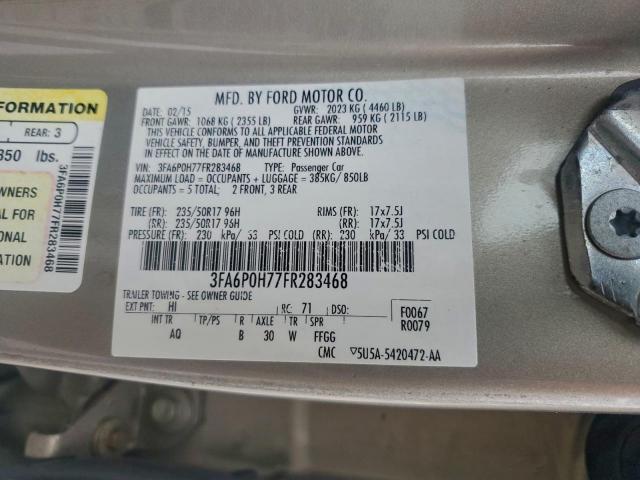 MFD. BY FORD MOTOR CO.
DATE: 02/15 GVWR: 2023 KG ( 4460 LB)
FRONT GAWR: 1068 KG ( 2355 LB) REAR GAWR: 959 KG ( 2115 LB)
THIS VEHICLE CONFORMS TO ALL APPLICABLE FEDERAL MOTOR
VEHICLE SAFETY, BUMPER, AND THEFT PREVENTION STANDARDS
IN EFFECT ON THE DATE OF MANUFACTURE SHOWN ABOVE.
VIN: 3FA6P0H77FR283468 TYPE: Passenger Car
MAXIMUM LOAD = OCCUPANTS + LUGGAGE = 385KG/ 850LB
OCCUPANTS = 5 TOTAL: 2 FRONT, 3 REAR
TIRE (FR): 235/50R17 96H RIMS (FR): 17x7.5J
(RR): 235/50R17 96H (RR): 17x7.5J
PRESSURE (FR): 230 kPa/ 33 PSI COLD (RR): 230 kPa/ 33 PSI COLD
3FA6P0H77FR283468
TRAILER TOWING - SEE OWNER GUIDE
EXT PNT: HI RC: 71 DSO: F0067
INT TR TP/PS R AXLE TR SPR R0079
AQ B 30 W FFGG
CMC ▽5U5A-5420472-AA
FORMATION
REAR: 3
850 lbs.
WNERS
AL FOR
ONAL
3FA6P0H77FR283468